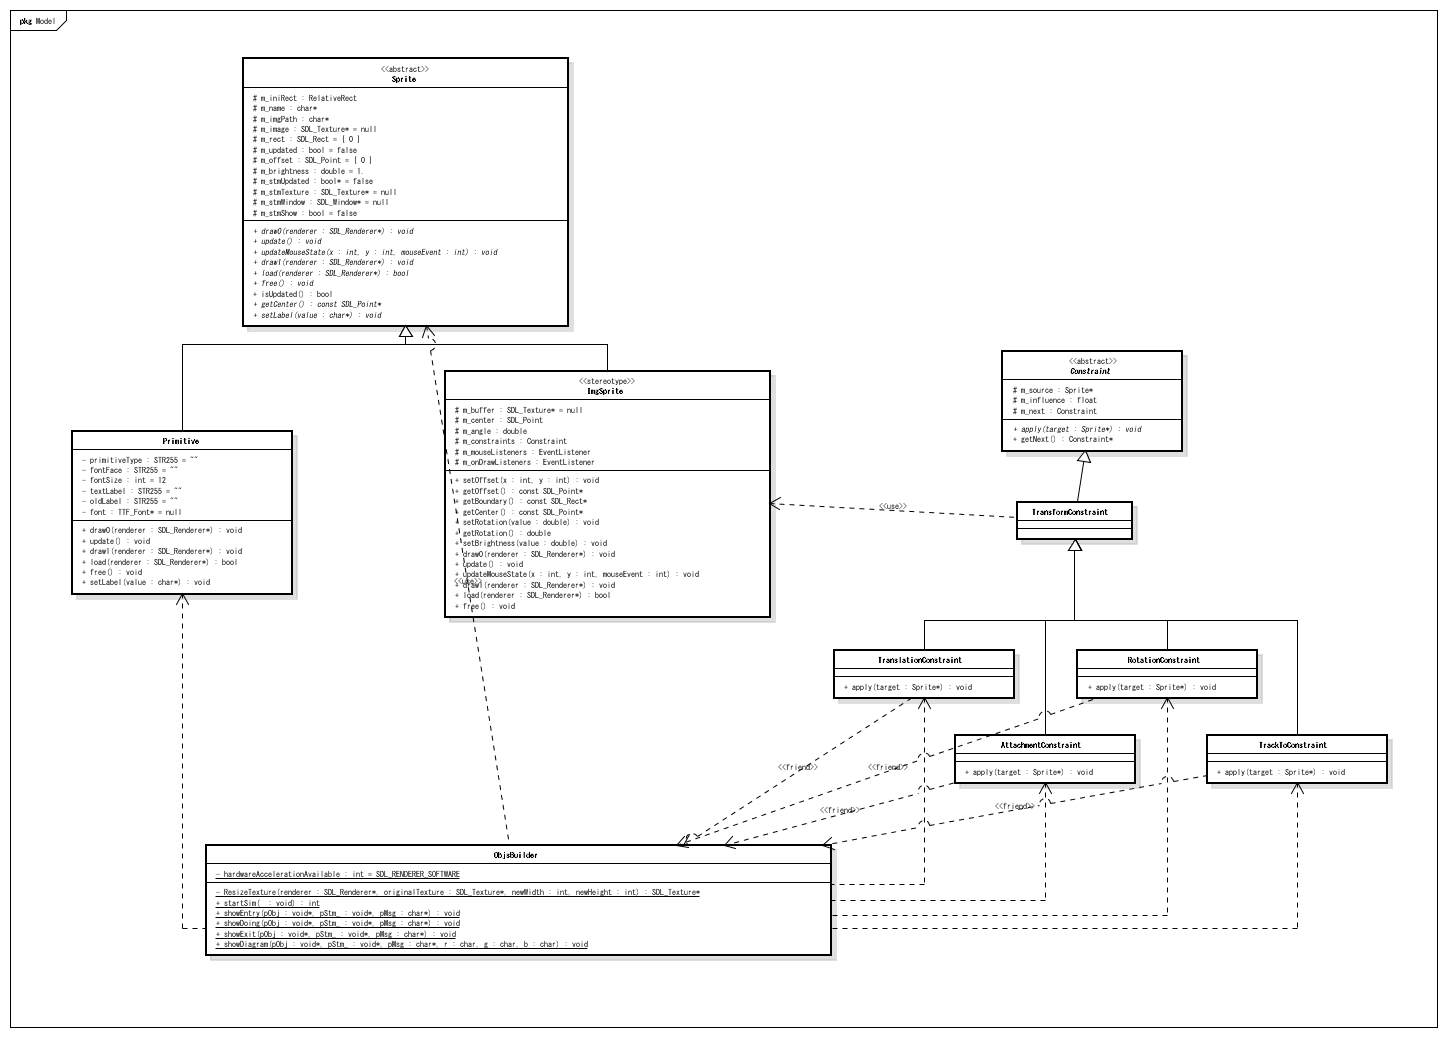 pkg Model
<<abstract>>
Sprite
# m_iniRect : RelativeRect
# m_name : char*
# m_imgPath : char*
# m_image : SDL_Texture* = null
# m_rect : SDL_Rect = [ 0 ]
# m_updated : bool = false
# m_offset : SDL_Point = [ 0 ]
# m_brightness : double = 1.
# m_stmUpdated : bool* = false
# m_stmTexture : SDL_Texture* = null
# m_stmWindow : SDL_Window* = null
# m_stmShow : bool = false
+ draw0(renderer : SDL_Renderer*) : void
+ update() : void
+ updateMouseState(x : int, y : int, mouseEvent : int) : void
+ draw1(renderer : SDL_Renderer*) : void
+ load(renderer : SDL_Renderer*) : bool
+ free() : void
+ isUpdated() : bool
+ getCenter() : const SDL_Point*
+ setLabel(value : char*) : void
<<abstract>>
Constraint
# m_source : Sprite*
# m_influence : float
# m_next : Constraint
+ apply(target : Sprite*) : void
+ getNext() : Constraint*
<<stereotype>>
ImgSprite
# m_buffer : SDL_Texture* = null
# m_center : SDL_Point
# m_angle : double
# m_constraints : Constraint
# m_mouseListeners : EventListener
# m_onDrawListeners : EventListener
+ setOffset(x : int, y : int) : void
+ getOffset() : const SDL_Point*
+ getBoundary() : const SDL_Rect*
+ getCenter() : const SDL_Point*
+ setRotation(value : double) : void
+ getRotation() : double
+ setBrightness(value : double) : void
+ draw0(renderer : SDL_Renderer*) : void
+ update() : void
+ updateMouseState(x : int, y : int, mouseEvent : int) : void
+ draw1(renderer : SDL_Renderer*) : void
+ load(renderer : SDL_Renderer*) : bool
+ free() : void
<<use>>
Primitive
- primitiveType : STR255 = ~~
- fontFace : STR255 = ~~
- fontSize : int = 12
- textLabel : STR255 = ~~
- oldLabel : STR255 = ~~
- font : TTF_Font* = null
+ draw0(renderer : SDL_Renderer*) : void
+ update() : void
+ draw1(renderer : SDL_Renderer*) : void
+ load(renderer : SDL_Renderer*) : bool
+ free() : void
+ setLabel(value : char*) : void
<<use>>
TransformConstraint
TranslationConstraint
+ apply(target : Sprite*) : void
RotationConstraint
+ apply(target : Sprite*) : void
AttachmentConstraint
+ apply(target : Sprite*) : void
TrackToConstraint
+ apply(target : Sprite*) : void
<<friend>>
<<friend>>
<<friend>>
<<friend>>
ObjsBuilder
- hardwareAccelerationAvailable : int = SDL_RENDERER_SOFTWARE
- ResizeTexture(renderer : SDL_Renderer*, originalTexture : SDL_Texture*, newWidth : int, newHeight : int) : SDL_Texture*
+ startSim( : void) : int
+ showEntry(pObj : void*, pStm_ : void*, pMsg : char*) : void
+ showDoing(pObj : void*, pStm_ : void*, pMsg : char*) : void
+ showExit(pObj : void*, pStm_ : void*, pMsg : char*) : void
+ showDiagram(pObj : void*, pStm_ : void*, pMsg : char*, r : char, g : char, b : char) : void